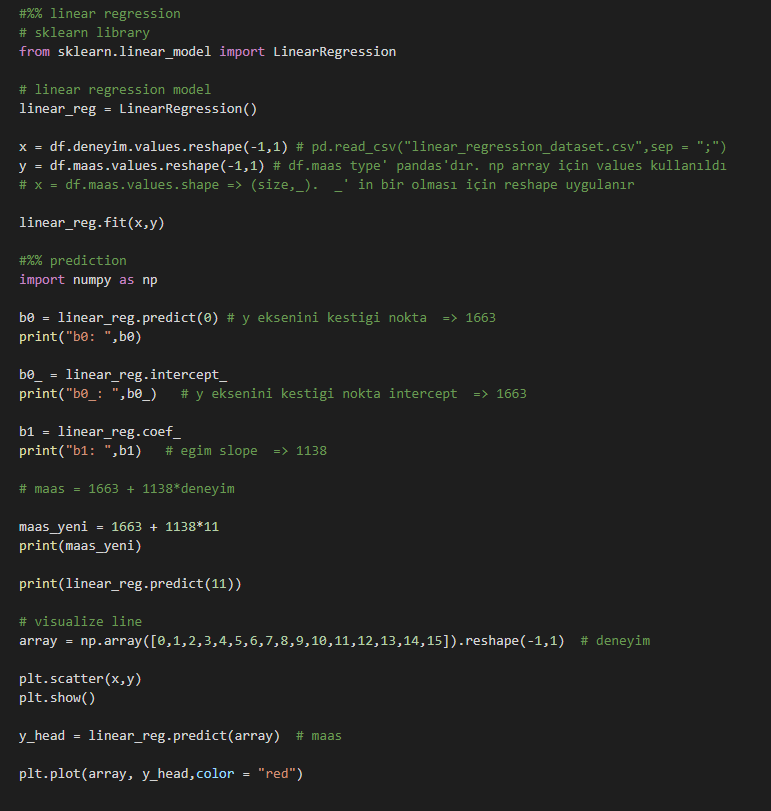 #%% linear regression
# sklearn library
from sklearn.linear_model import LinearRegression
# linear regression model
linear_reg = LinearRegression()
x = df.deneyim.values.reshape(-1,1) # pd.read_csv("linear_regression_dataset.csv",sep = ";")
y = df.maas.values.reshape(-1,1) # df.maas type' pandas'dır. np array için values kullanıldı
# x = df.maas.values.shape => (size,_).  _' in bir olması için reshape uygulanır
linear_reg.fit(x,y)
#%% prediction
import numpy as np
b0 = linear_reg.predict(0) # y eksenini kestigi nokta  => 1663
print("b0: ",b0)
b0_ = linear_reg.intercept_
print("b0_: ",b0_)   # y eksenini kestigi nokta intercept  => 1663
b1 = linear_reg.coef_
print("b1: ",b1)   # egim slope  => 1138
# maas = 1663 + 1138*deneyim
maas_yeni = 1663 + 1138*11
print(maas_yeni)
print(linear_reg.predict(11))
# visualize line
array = np.array([0,1,2,3,4,5,6,7,8,9,10,11,12,13,14,15]).reshape(-1,1)  # deneyim
plt.scatter(x,y)
plt.show()
y_head = linear_reg.predict(array)  # maas
plt.plot(array, y_head,color = "red")